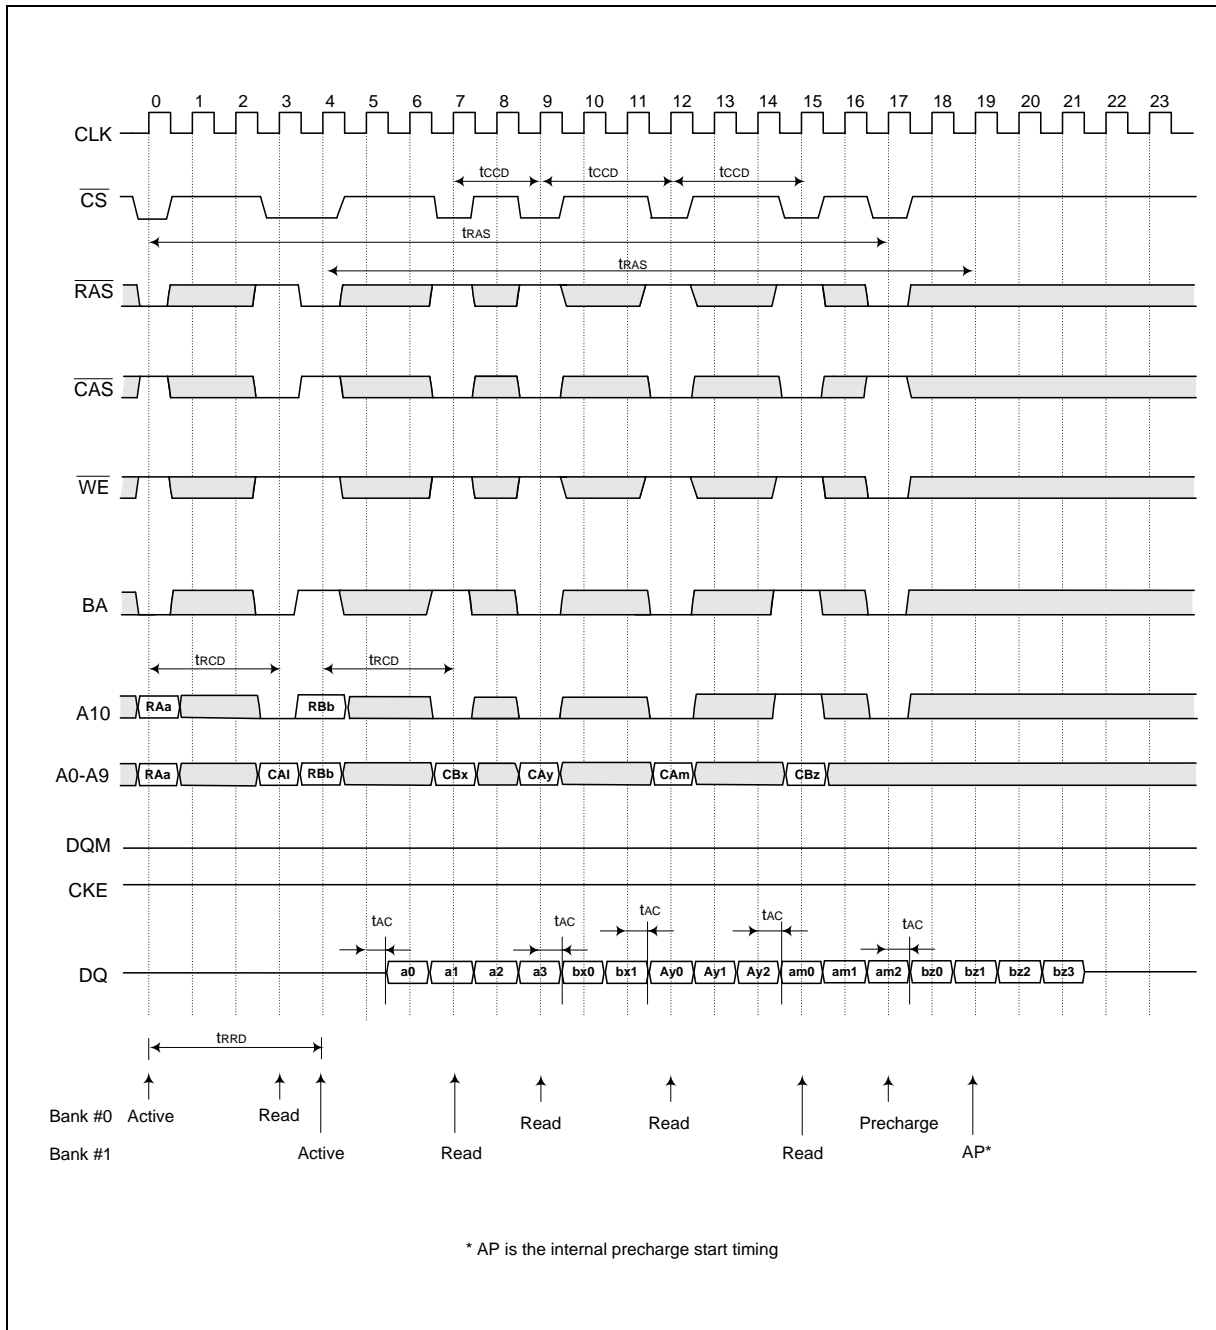 0 1 2 3 4 5 6 7 8 9 10 11 12 13 14 15 16 17 18 19 20 21 22 23
CLK
tCCD tCCD tCCD
CS
tRAS
tRAS
RAS
CAS
WE
BA
tRCD tRCD
A10 RAa RBb
A0-A9 RAa CAI RBb CBx CAy CAm CBz
DQM
CKE
tAC tAC tAC tAC tAC
DQ a0 a1 a2 a3 bx0 bx1 Ay0 Ay1 Ay2 am0 am1 am2 bz0 bz1 bz2 bz3
tRRD
Bank #0 Active Read Read Read Precharge
Bank #1 Active Read Read AP*
* AP is the internal precharge start timing